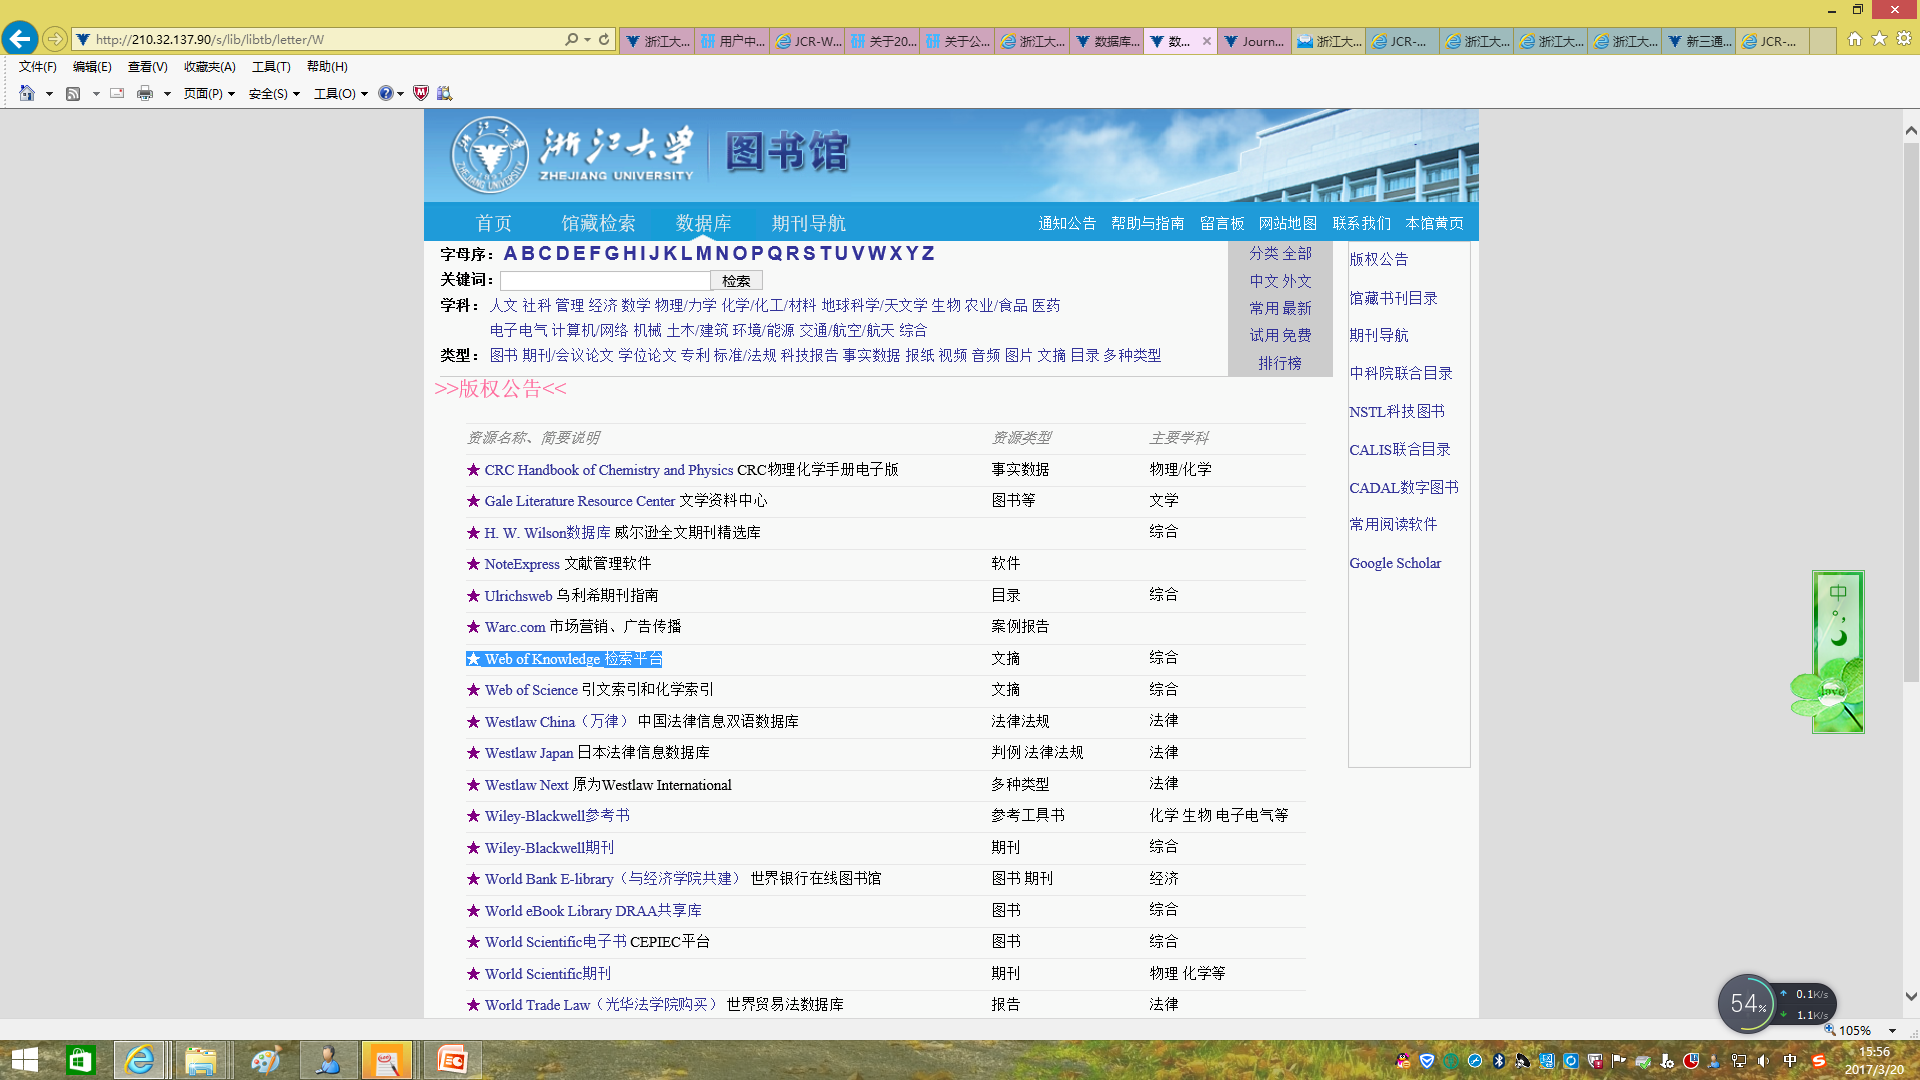 http://210.32.137.90/s/lib/libtb/letter/W
浙江大...
用户中...
JCR-W...
关于20...
关于公...
浙江大...
数据库...
数...
Journ...
浙江大...
JCR-...
浙江大...
浙江大...
浙江大...
新三通...
JCR-...
文件(F) 编辑(E) 查看(V) 收藏夹(A) 工具(T) 帮助(H)
页面(P) 安全(S) 工具(O)
浙江大学 图书馆
ZHEJIANG UNIVERSITY
首页 馆藏检索 数据库 期刊导航 通知公告 帮助与指南 留言板 网站地图 联系我们 本馆黄页
字母序： A B C D E F G H I J K L M N O P Q R S T U V W X Y Z
关键词： 检索
学科： 人文 社科 管理 经济 数学 物理/力学 化学/化工/材料 地球科学/天文学 生物 农业/食品 医药
电子电气 计算机/网络 机械 土木/建筑 环境/能源 交通/航空/航天 综合
类型： 图书 期刊/会议论文 学位论文 专利 标准/法规 科技报告 事实数据 报纸 视频 音频 图片 文摘 目录 多种类型
分类 全部
中文 外文
常用 最新
试用 免费
排行榜
版权公告
馆藏书刊目录
期刊导航
中科院联合目录
NSTL科技图书
CALIS联合目录
CADAL数字图书
常用阅读软件
Google Scholar
>>版权公告<<
资源名称、简要说明 资源类型 主要学科
★ CRC Handbook of Chemistry and Physics CRC物理化学手册电子版 事实数据 物理/化学
★ Gale Literature Resource Center 文学资料中心 图书等 文学
★ H. W. Wilson数据库 威尔逊全文期刊精选库 综合
★ NoteExpress 文献管理软件 软件
★ Ulrichsweb 乌利希期刊指南 目录 综合
★ Warc.com 市场营销、广告传播 案例报告
★ Web of Knowledge 检索平台 文摘 综合
★ Web of Science 引文索引和化学索引 文摘 综合
★ Westlaw China（万律） 中国法律信息双语数据库 法律法规 法律
★ Westlaw Japan 日本法律信息数据库 判例 法律法规 法律
★ Westlaw Next 原为Westlaw International 多种类型 法律
★ Wiley-Blackwell参考书 参考工具书 化学 生物 电子电气等
★ Wiley-Blackwell期刊 期刊 综合
★ World Bank E-library（与经济学院共建） 世界银行在线图书馆 图书 期刊 经济
★ World eBook Library DRAA共享库 图书 综合
★ World Scientific电子书 CEPIEC平台 图书 综合
★ World Scientific期刊 期刊 物理 化学等
★ World Trade Law（光华法学院购买） 世界贸易法数据库 报告 法律
中
54%
0.1K/s
1.1K/s
105%
中
15:56
2017/3/20